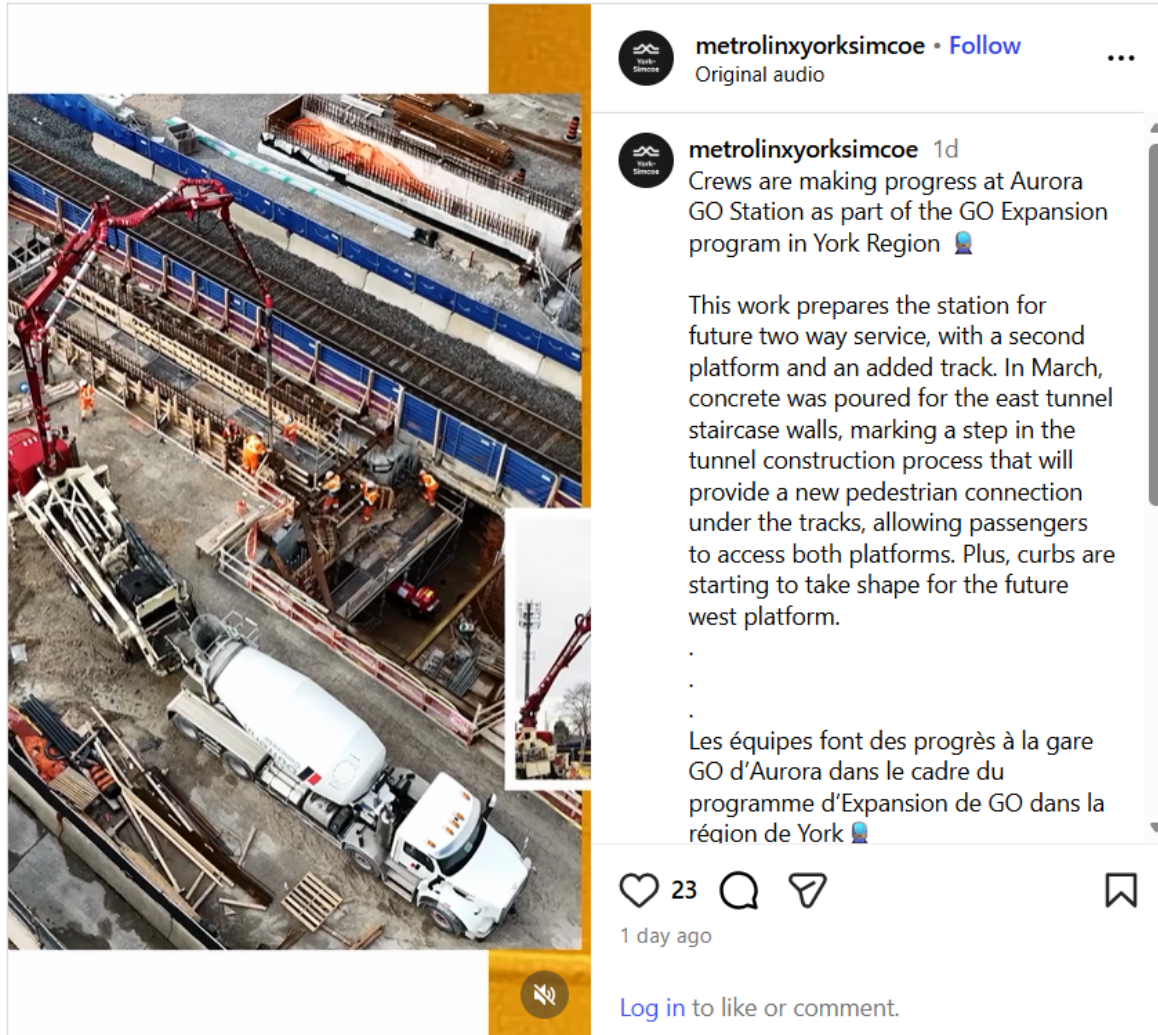 metrolinxyorksimcoe • Follow
Original audio
York-
Simcoe
metrolinxyorksimcoe 1d
York-
Simcoe
Crews are making progress at Aurora
GO Station as part of the GO Expansion
program in York Region 🚆
This work prepares the station for
future two way service, with a second
platform and an added track. In March,
concrete was poured for the east tunnel
staircase walls, marking a step in the
tunnel construction process that will
provide a new pedestrian connection
under the tracks, allowing passengers
to access both platforms. Plus, curbs are
starting to take shape for the future
west platform.
.
.
.
Les équipes font des progrès à la gare
GO d’Aurora dans le cadre du
programme d’Expansion de GO dans la
région de York 🚆
23
1 day ago
Log in to like or comment.